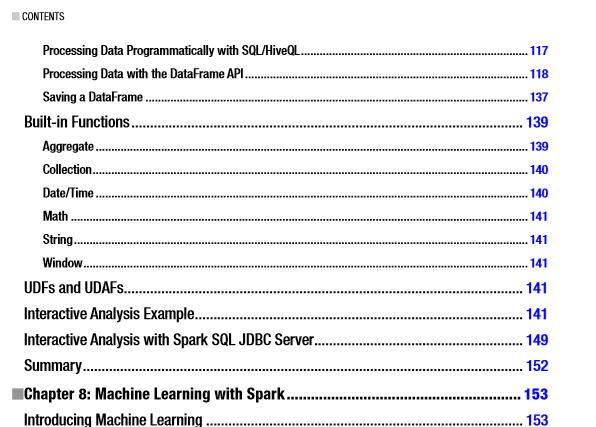 CONTENTS
Processing Data Programmatically with SQL/HiveQL 117
Processing Data with the DataFrame API 118
Saving a DataFrame 137
Built-in Functions 139
Aggregate 139
Collection 140
Date/Time 140
Math 141
String 141
Window 141
UDFs and UDAFs 141
Interactive Analysis Example 141
Interactive Analysis with Spark SQL JDBC Server 149
Summary 152
Chapter 8: Machine Learning with Spark 153
Introducing Machine Learning 153